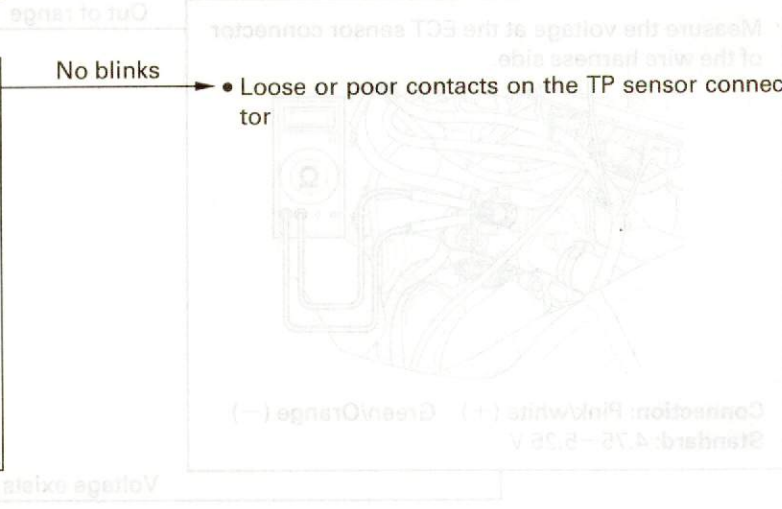 Out of range
Measure the voltage at the ECT sensor connector
of the wire harness side.
No blinks
• Loose or poor contacts on the TP sensor connec
tor
Ω
Connection: Pink/white (+) Green/Orange (−)
Standard: 4.75 – 5.25 V
Voltage exists